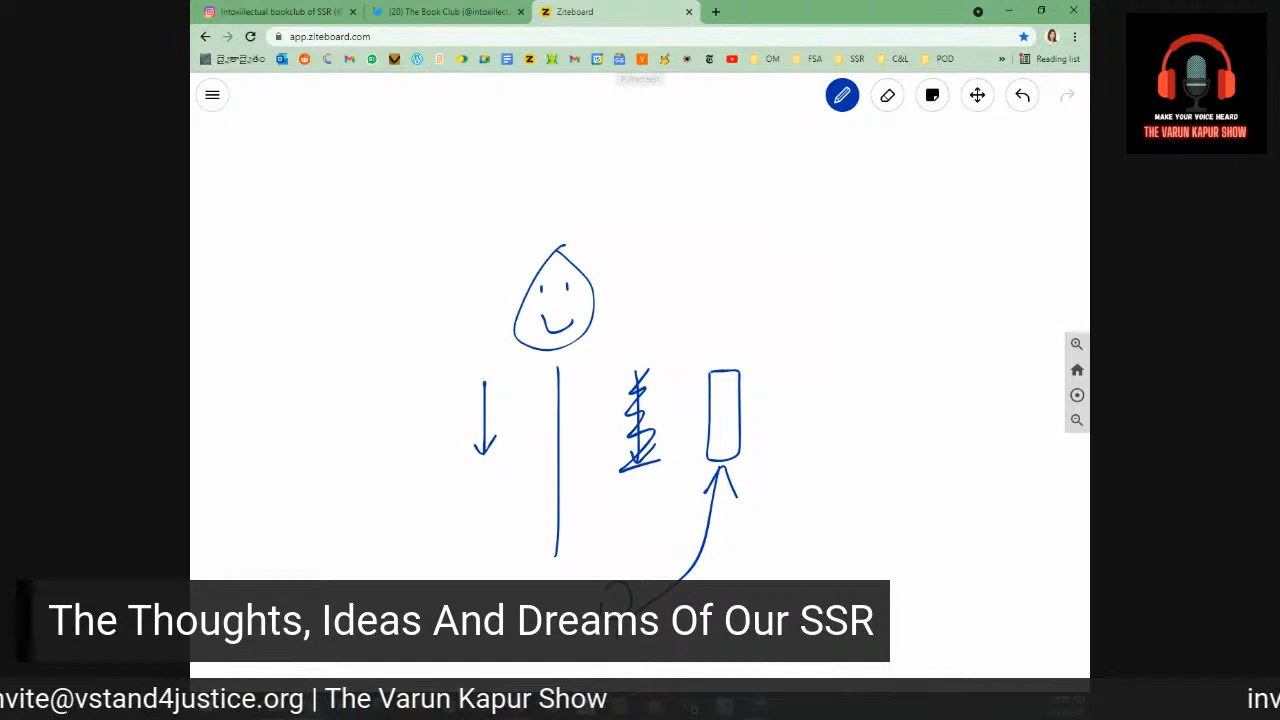 Intoxillectual bookclub of SSR (@
(20) The Book Club (@intoxillect
Ziteboard
app.ziteboard.com
OM
FSA
SSR
C&L
POD
»
Reading list
Fullscreen
MAKE YOUR VOICE HEARD
THE VARUN KAPUR SHOW
The Thoughts, Ideas And Dreams Of Our SSR
nvite@vstand4justice.org | The Varun Kapur Show
inv